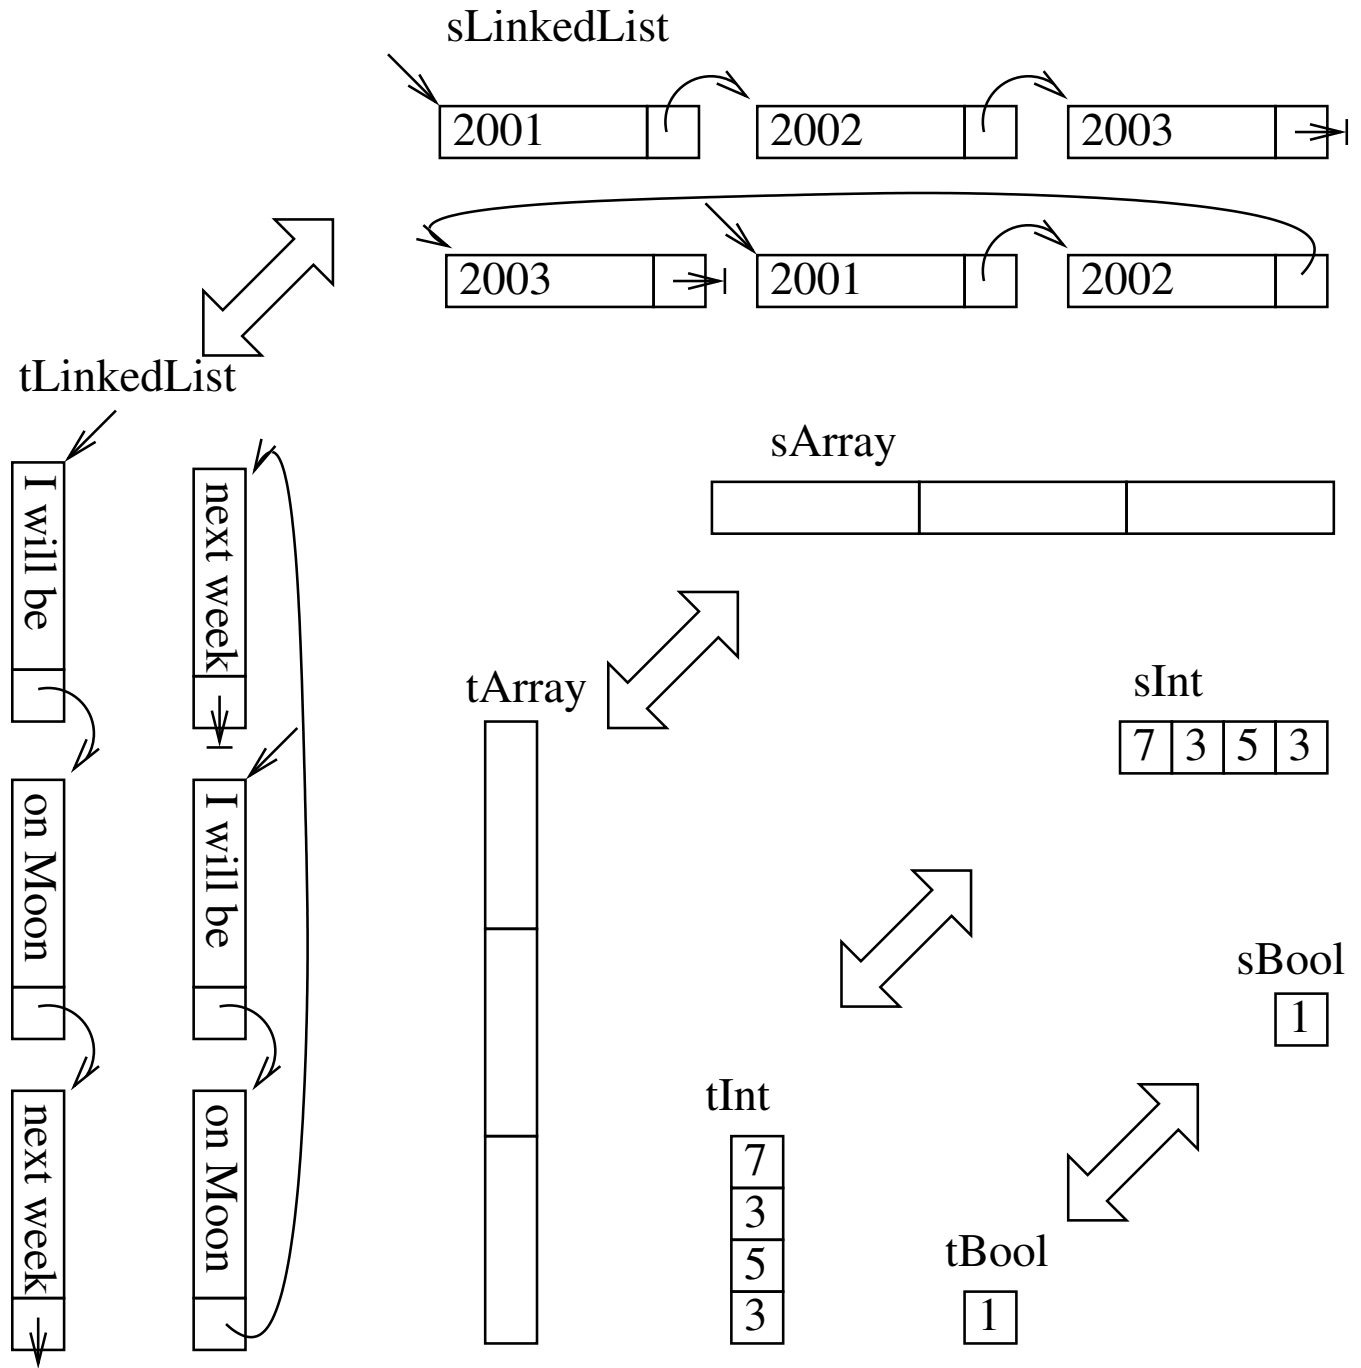 sLinkedList
2001 2002 2003
2003 2001 2002
tLinkedList
I will be
on Moon
next week
next week
I will be
on Moon
sArray
tArray
sInt
7 3 5 3
sBool
1
tInt
7
3
5
3
tBool
1